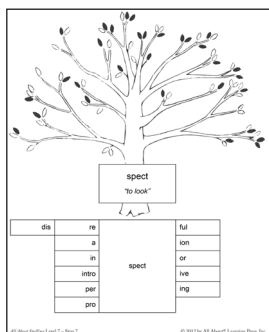 spect
"to look"
dis re ful
a ion
in spect or
intro ive
per ing
pro
All About Spelling Level 7 – Step 7
© 2012 by All About® Learning Press, Inc.